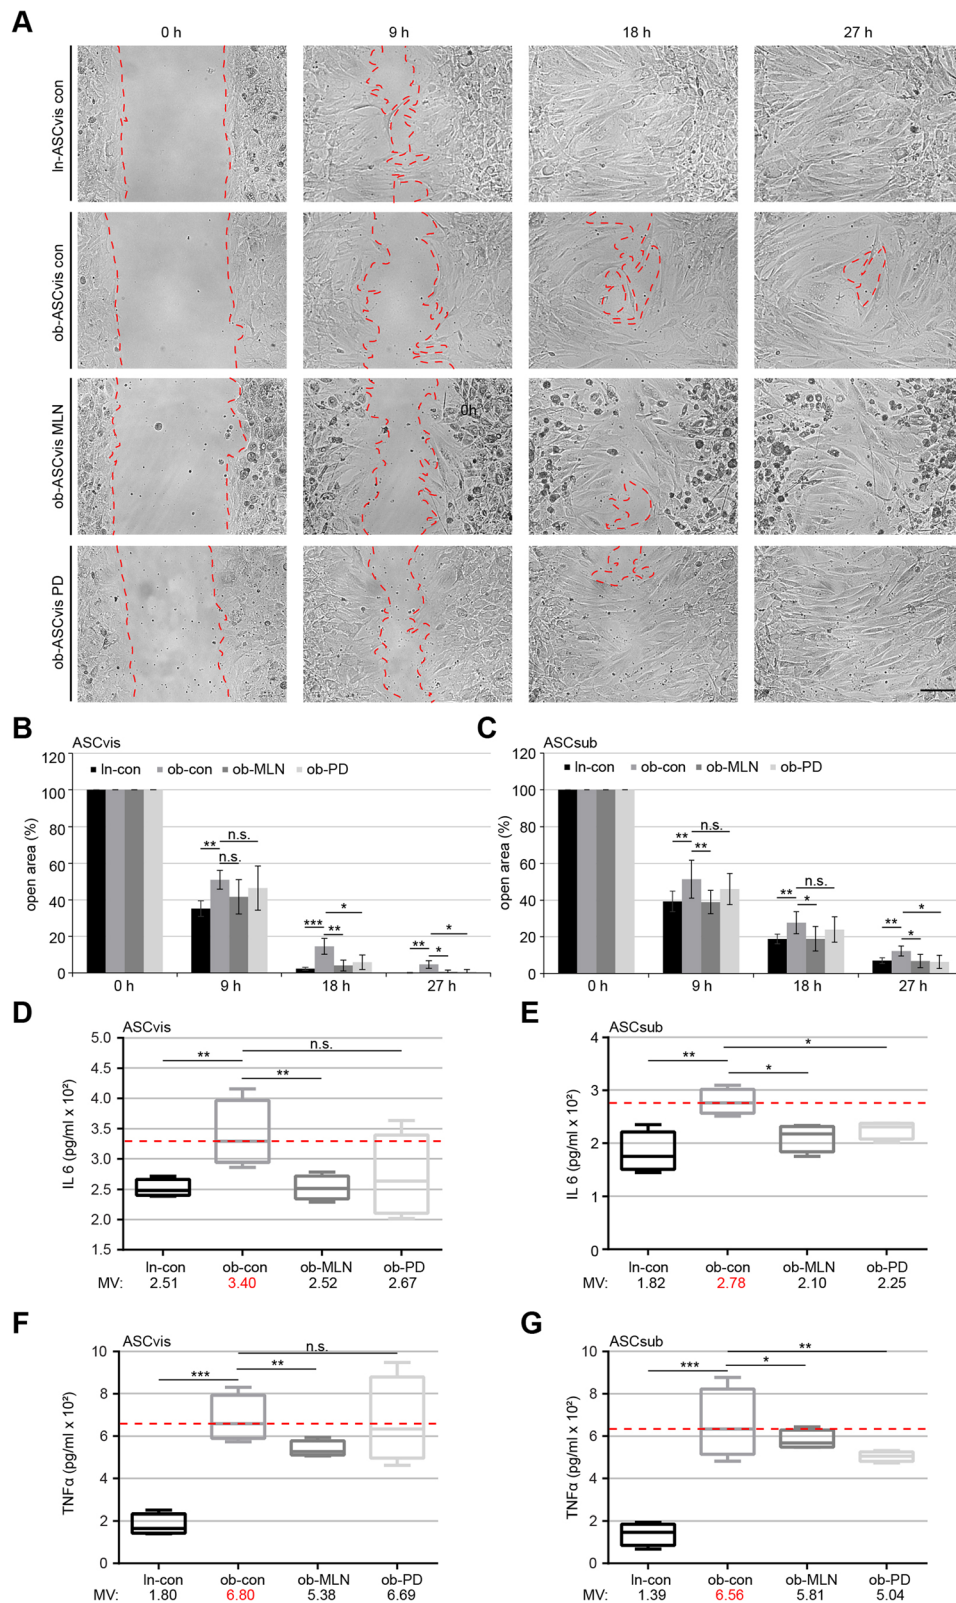 A
0 h 9 h 18 h 27 h
ln-ASCvis con
ob-ASCvis con
ob-ASCvis MLN
0h
ob-ASCvis PD
B
ASCvis
120
100
80
60
40
20
0
open area (%)
ln-con ob-con ob-MLN ob-PD
n.s.
**
n.s.
*
***
**
*
**
*
0 h 9 h 18 h 27 h
C
ASCsub
120
100
80
60
40
20
0
open area (%)
ln-con ob-con ob-MLN ob-PD
n.s.
**
**
n.s.
**
*
*
**
*
0 h 9 h 18 h 27 h
D
ASCvis
5.0
4.5
4.0
3.5
3.0
2.5
2.0
1.5
IL 6 (pg/ml x 10²)
n.s.
**
**
ln-con ob-con ob-MLN ob-PD
MV: 2.51 3.40 2.52 2.67
E
ASCsub
4
3
2
1
0
IL 6 (pg/ml x 10²)
*
**
*
ln-con ob-con ob-MLN ob-PD
MV: 1.82 2.78 2.10 2.25
F
ASCvis
10
8
6
4
2
0
TNFα (pg/ml x 10²)
n.s.
**
***
ln-con ob-con ob-MLN ob-PD
MV: 1.80 6.80 5.38 6.69
G
ASCsub
10
8
6
4
2
0
TNFα (pg/ml x 10²)
**
*
***
ln-con ob-con ob-MLN ob-PD
MV: 1.39 6.56 5.81 5.04